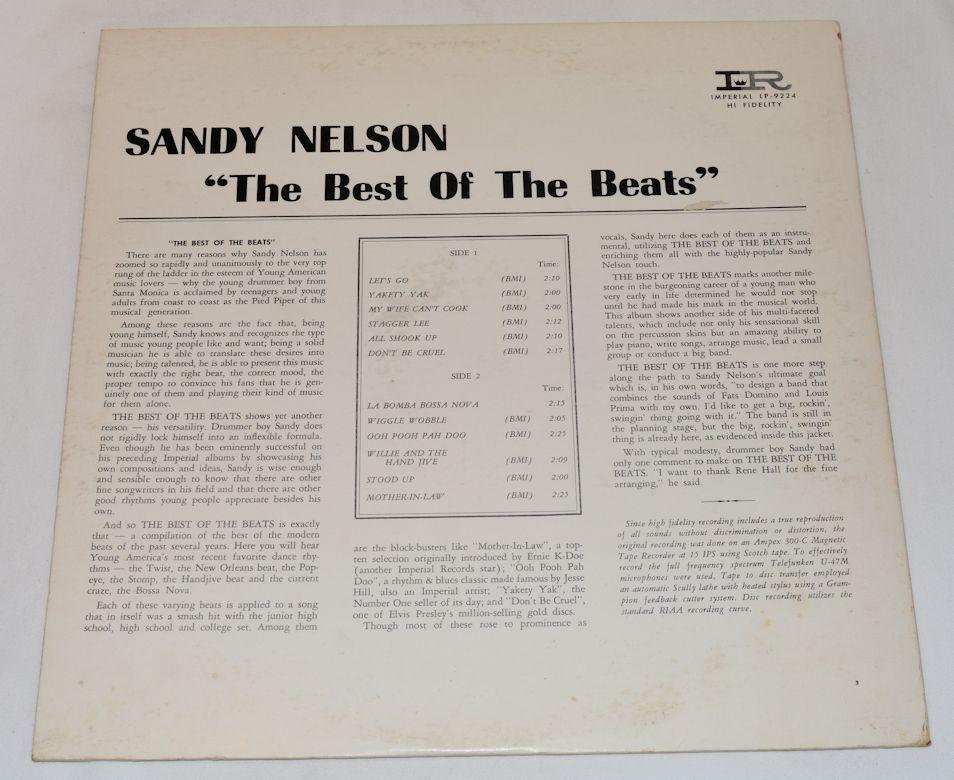 IR
IMPERIAL LP-9224
HI FIDELITY
SANDY NELSON
“The Best Of The Beats”
"THE BEST OF THE BEATS"
There are many reasons why Sandy Nelson has
zoomed so rapidly and unanimously to the very top
rung of the ladder in the esteem of Young American
music lovers — why the young drummer boy from
Santa Monica is acclaimed by teenagers and young
adults from coast to coast as the Pied Piper of this
musical generation.
Among these reasons are the fact that, being
young himself, Sandy knows and recognizes the type
of music young people like and want; being a solid
musician he is able to translate these desires into
music; being talented, he is able to present this music
with exactly the right beat, the correct mood, the
proper tempo to convince his fans that he is gen-
uinely one of them and playing their kind of music
for them alone.
THE BEST OF THE BEATS shows yet another
reason — his versatility. Drummer boy Sandy does
not rigidly lock himself into an inflexible formula.
Even though he has been eminently successful on
his preceding Imperial albums by showcasing his
own compositions and ideas, Sandy is wise enough
and sensible enough to know that there are other
fine songwriters in his field and that there are other
good rhythms young people appreciate besides his
own.
And so THE BEST OF THE BEATS is exactly
that — a compilation of the best of the modern
beats of the past several years. Here you will hear
Young America's most recent favorite dance rhy-
thms — the Twist, the New Orleans beat, the Pop-
eye, the Stomp, the Handjive beat and the current
craze, the Bossa Nova.
Each of these varying beats is applied to a song
that in itself was a smash hit with the junior high
school, high school and college set. Among them
SIDE 1
Time:
LET'S GO (BMI) 2:10
YAKETY YAK (BMI) 2:00
MY WIFE CAN'T COOK (BMI) 2:00
STAGGER LEE (BMI) 2:12
ALL SHOOK UP (BMI) 2:10
DON'T BE CRUEL (BMI) 2:17
SIDE 2
Time:
LA BOMBA BOSSA NOVA 2:15
WIGGLE WOBBLE (BMI) 2:05
OOH POOH PAH DOO (BMI) 2:25
WILLIE AND THE
HAND JIVE (BMI) 2:09
STOOD UP (BMI) 2:00
MOTHER-IN-LAW (BMI) 2:25
are the block-busters like "Mother-In-Law", a top-
ten selection originally introduced by Ernie K-Doe
(another Imperial Records star); "Ooh Pooh Pah
Doo", a rhythm & blues classic made famous by Jesse
Hill, also an Imperial artist; "Yakety Yak", the
Number One seller of its day; and "Don't Be Cruel",
one of Elvis Presley's million-selling gold discs.
Though most of these rose to prominence as
vocals, Sandy here does each of them as an instru-
mental, utilizing THE BEST OF THE BEATS and
enriching them all with the highly-popular Sandy
Nelson touch.
THE BEST OF THE BEATS marks another mile-
stone in the burgeoning career of a young man who
very early in life determined he would not stop
until he had made his mark in the musical world.
This album shows another side of his multi-faceted
talents, which include not only his sensational skill
on the percussion skins but an amazing ability to
play piano, write songs, arrange music, lead a small
group or conduct a big band.
THE BEST OF THE BEATS is one more step
along the path to Sandy Nelson's ultimate goal
which is, in his own words, "to design a band that
combines the sounds of Fats Domino and Louis
Prima with my own. I'd like to get a big, rockin',
swingin' thing going with it." The band is still in
the planning stage, but the big, rockin', swingin'
thing is already here, as evidenced inside this jacket.
With typical modesty, drummer boy Sandy had
only one comment to make on THE BEST OF THE
BEATS. "I want to thank Rene Hall for the fine
arranging," he said.
Since high fidelity recording includes a true reproduction
of all sounds without discrimination or distortion, the
original recording was done on an Ampex 300-C Magnetic
Tape Recorder at 15 IPS using Scotch tape. To effectively
record the full frequency spectrum Telefunken U-47M
microphones were used. Tape to disc transfer employed
an automatic Scully lathe with heated stylus using a Gram-
pion feedback cutter system. Disc recording utilizes the
standard RIAA recording curve.
3